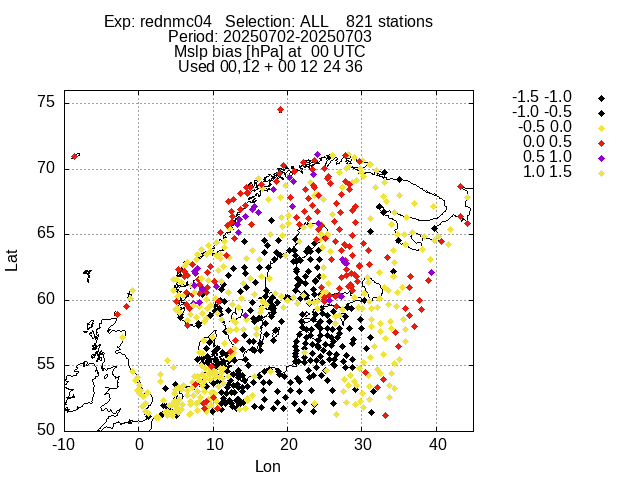 Exp: rednmc04 Selection: ALL 821 stations
Period: 20250702-20250703
Mslp bias [hPa] at 00 UTC
Used 00,12 + 00 12 24 36
-1.5 -1.0
-1.0 -0.5
-0.5 0.0
0.0 0.5
0.5 1.0
1.0 1.5
75
70
65
60
55
50
Lat
-10 0 10 20 30 40
Lon